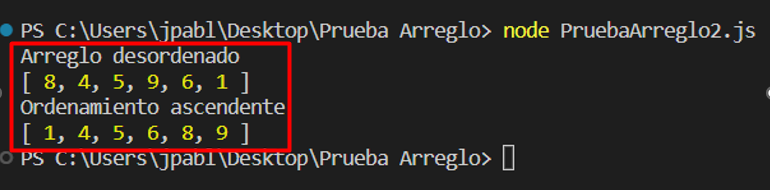 PS C:\Users\jpabl\Desktop\Prueba Arreglo> node PruebaArreglo2.js
Arreglo desordenado
[ 8, 4, 5, 9, 6, 1 ]
Ordenamiento ascendente
[ 1, 4, 5, 6, 8, 9 ]
PS C:\Users\jpabl\Desktop\Prueba Arreglo>